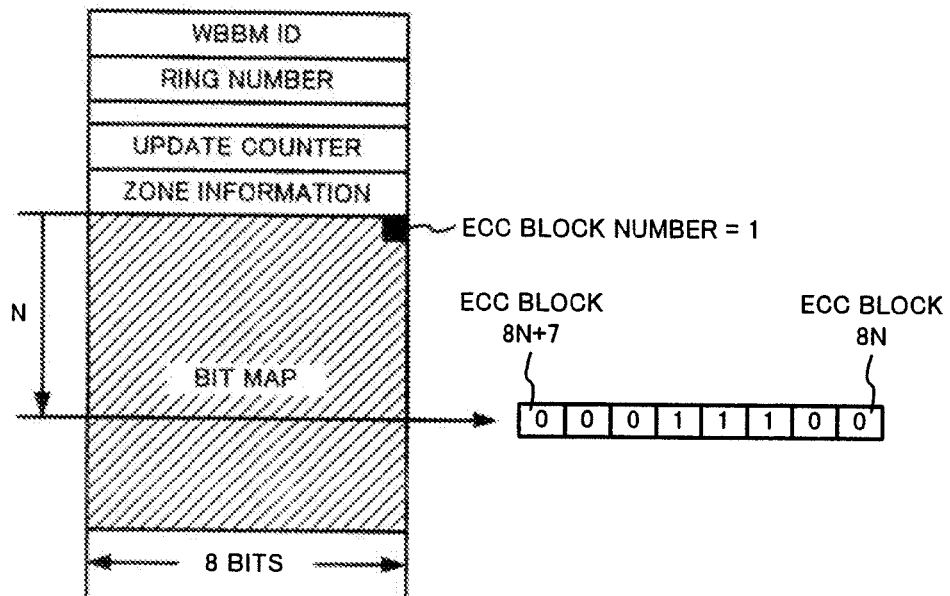 WBBM ID
RING NUMBER
UPDATE COUNTER
ZONE INFORMATION
ECC BLOCK NUMBER = 1
N
ECC BLOCK
8N+7
ECC BLOCK
8N
BIT MAP
0 0 0 1 1 1 0 0
8 BITS